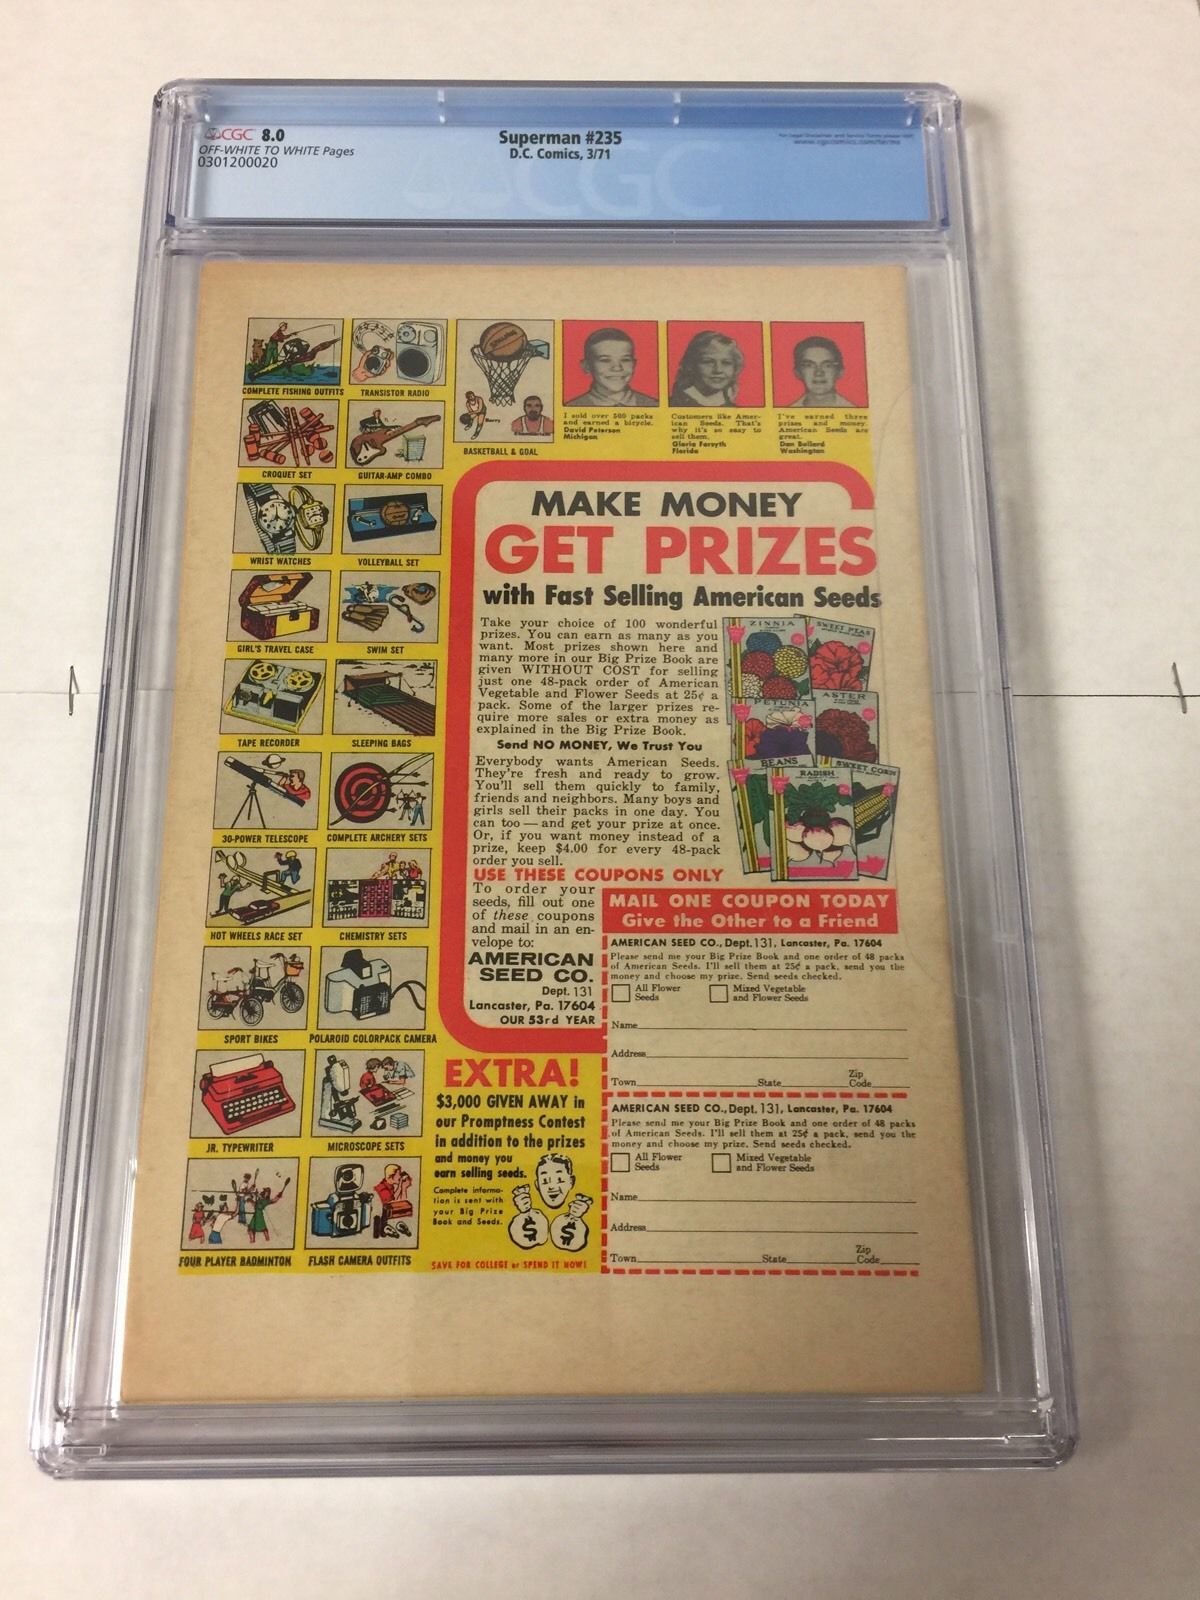 CGC 8.0
OFF-WHITE TO WHITE Pages
0301200020
Superman #235
D.C. Comics, 3/71
www.cgccomics.com/terms
CGC
COMPLETE FISHING OUTFITS
TRANSISTOR RADIO
CROQUET SET
GUITAR-AMP COMBO
BASKETBALL & GOAL
WRIST WATCHES
VOLLEYBALL SET
GIRL'S TRAVEL CASE
SWIM SET
TAPE RECORDER
SLEEPING BAGS
30-POWER TELESCOPE
COMPLETE ARCHERY SETS
HOT WHEELS RACE SET
CHEMISTRY SETS
SPORT BIKES
POLAROID COLORPACK CAMERA
JR. TYPEWRITER
MICROSCOPE SETS
FOUR PLAYER BADMINTON
FLASH CAMERA OUTFITS
I sold over 500 packs
and earned a bicycle.
David Peterson
Michigan
Customers like Amer-
ican Seeds. That's
why it's so easy to
sell them.
Gloria Forsyth
Florida
I've earned three
prizes and money.
American Seeds are
great.
Dan Bollard
Washington
MAKE MONEY
GET PRIZES
with Fast Selling American Seeds
Take your choice of 100 wonderful
prizes. You can earn as many as you
want. Most prizes shown here and
many more in our Big Prize Book are
given WITHOUT COST for selling
just one 48-pack order of American
Vegetable and Flower Seeds at 25¢ a
pack. Some of the larger prizes re-
quire more sales or extra money as
explained in the Big Prize Book.
Send NO MONEY, We Trust You
Everybody wants American Seeds.
They're fresh and ready to grow.
You'll sell them quickly to family,
friends and neighbors. Many boys and
girls sell their packs in one day. You
can too — and get your prize at once.
Or, if you want money instead of a
prize, keep $4.00 for every 48-pack
order you sell.
USE THESE COUPONS ONLY
To order your
seeds, fill out one
of these coupons
and mail in an en-
velope to:
AMERICAN
SEED CO.
Dept. 131
Lancaster, Pa. 17604
OUR 53rd YEAR
ZINNIA
SWEET PEAS
PETUNIA
ASTER
BEANS
RADISH
SWEET CORN
MAIL ONE COUPON TODAY
Give the Other to a Friend
AMERICAN SEED CO., Dept. 131, Lancaster, Pa. 17604
Please send me your Big Prize Book and one order of 48 packs
of American Seeds. I'll sell them at 25¢ a pack, send you the
money and choose my prize. Send seeds checked.
All Flower
Seeds
Mixed Vegetable
and Flower Seeds
Name
Address
Town State Zip Code
AMERICAN SEED CO., Dept. 131, Lancaster, Pa. 17604
Please send me your Big Prize Book and one order of 48 packs
of American Seeds. I'll sell them at 25¢ a pack, send you the
money and choose my prize. Send seeds checked.
All Flower
Seeds
Mixed Vegetable
and Flower Seeds
Name
Address
Town State Zip Code
EXTRA!
$3,000 GIVEN AWAY in
our Promptness Contest
in addition to the prizes
and money you
earn selling seeds.
Complete informa-
tion is sent with
your Big Prize
Book and Seeds.
$ $
SAVE FOR COLLEGE or SPEND IT NOW!